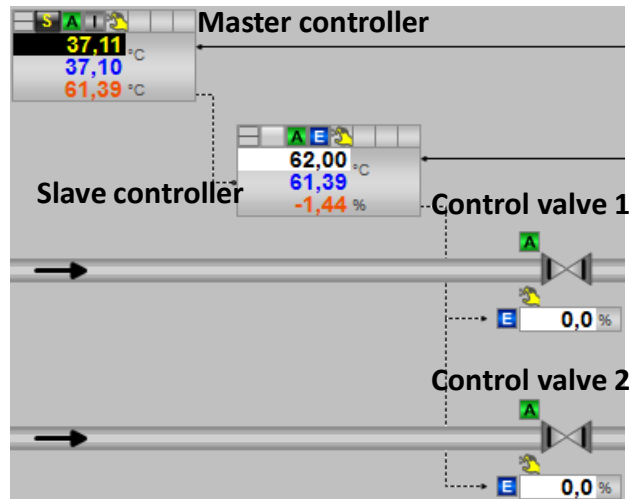 S A I Master controller
37,11 °C
37,10
61,39 °C
A E
62,00 °C
61,39
-1,44 %
Slave controller
Control valve 1
A
E 0,0 %
Control valve 2
A
E 0,0 %